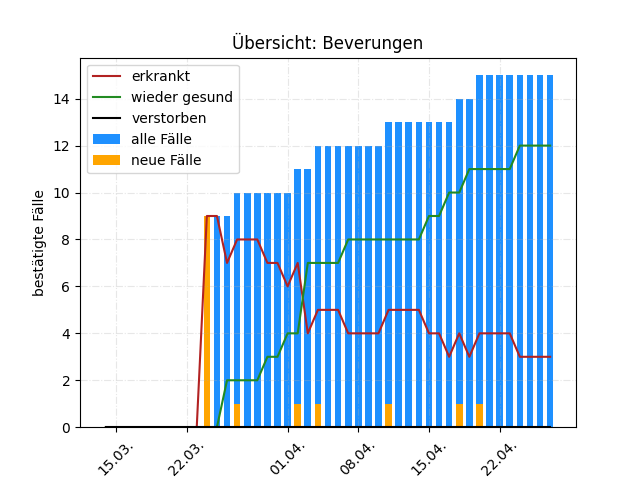 Übersicht: Beverungen
erkrankt
wieder gesund
verstorben
alle Fälle
neue Fälle
bestätigte Fälle
14
12
10
8
6
4
2
0
15.03.
22.03.
01.04.
08.04.
15.04.
22.04.